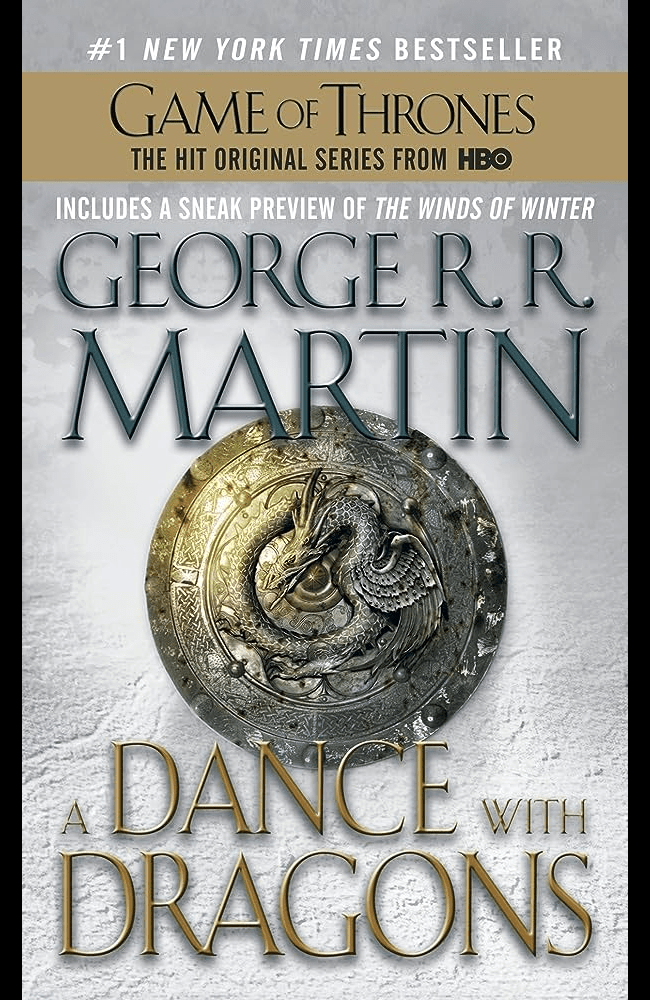 #1 NEW YORK TIMES BESTSELLER
GAME OF THRONES
THE HIT ORIGINAL SERIES FROM HBO
INCLUDES A SNEAK PREVIEW OF THE WINDS OF WINTER
GEORGE R. R.
MARTIN
A DANCE WITH
DRAGONS